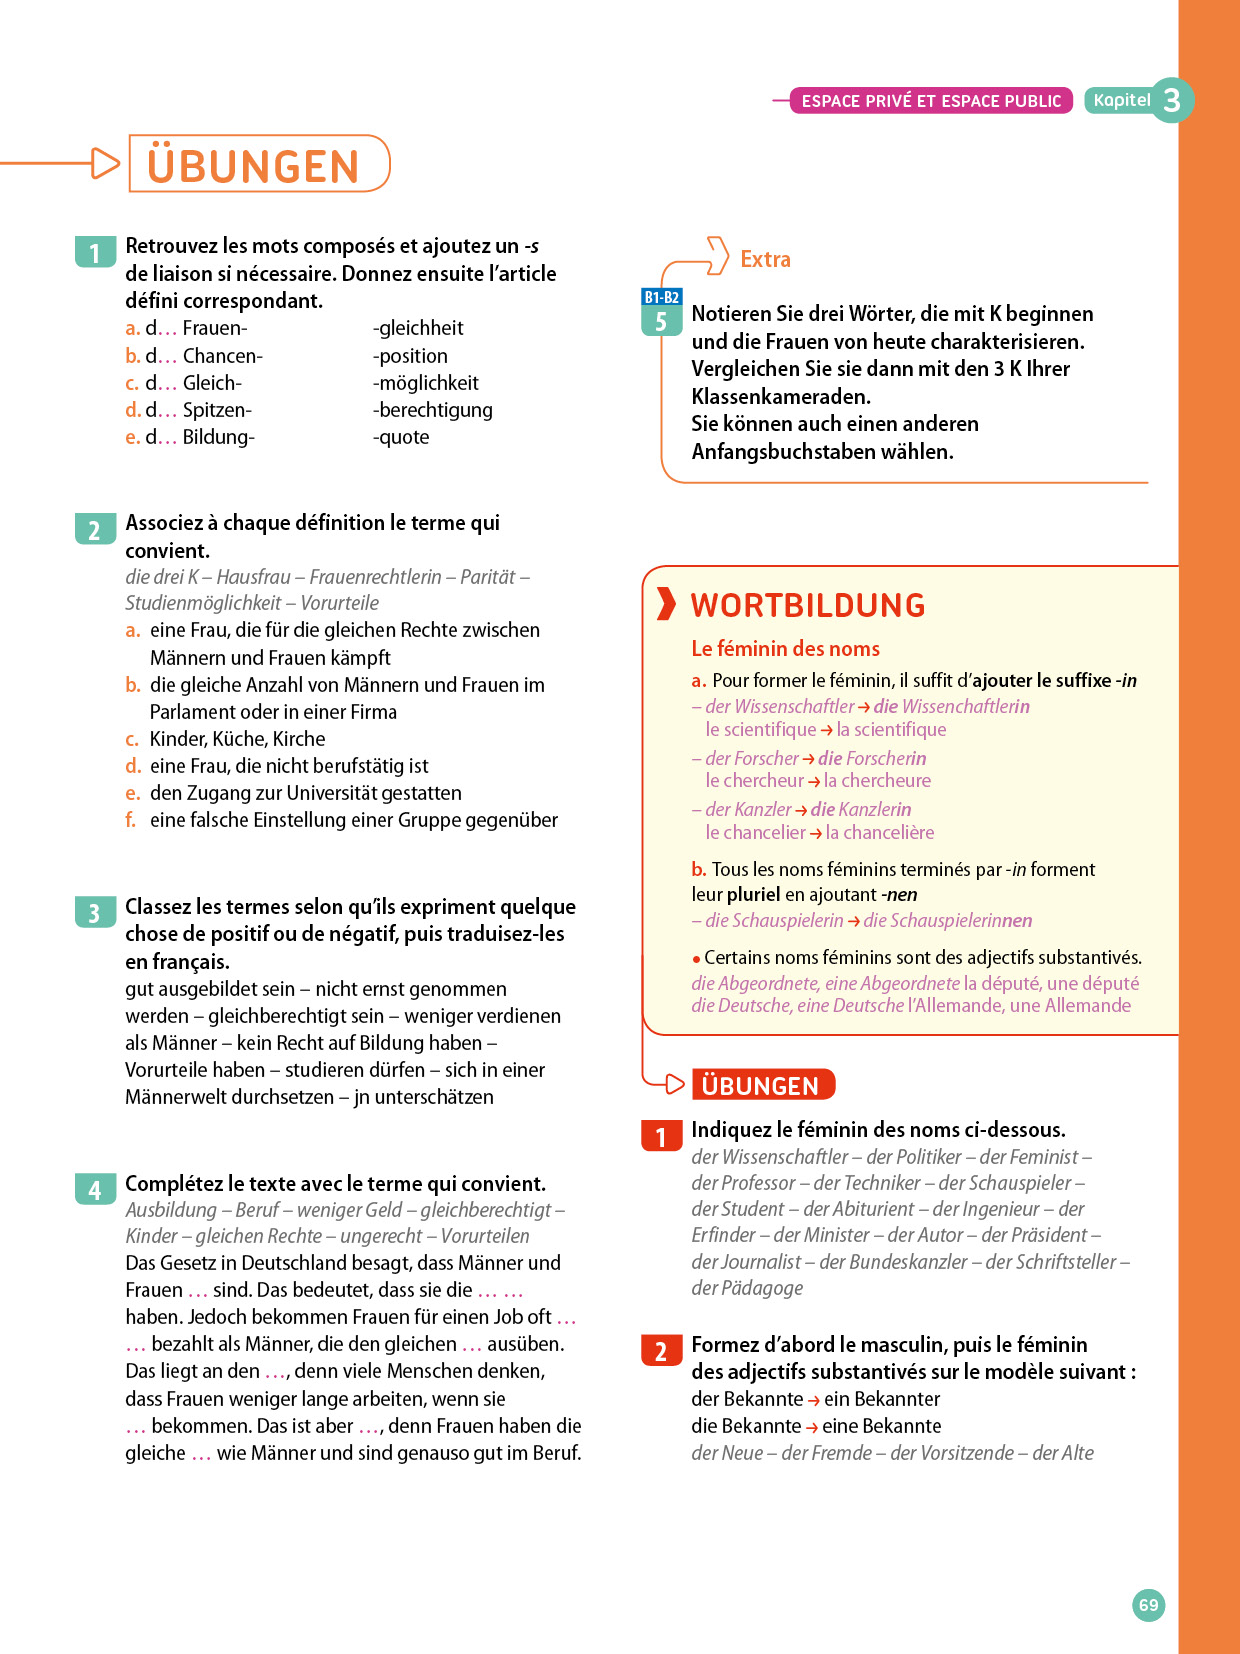 ESPACE PRIVÉ ET ESPACE PUBLIC Kapitel 3
ÜBUNGEN
1 Retrouvez les mots composés et ajoutez un -s
de liaison si nécessaire. Donnez ensuite l'article
défini correspondant.
a. d… Frauen- -gleichheit
b. d… Chancen- -position
c. d… Gleich- -möglichkeit
d. d… Spitzen- -berechtigung
e. d… Bildung- -quote
2 Associez à chaque définition le terme qui
convient.
die drei K – Hausfrau – Frauenrechtlerin – Parität –
Studienmöglichkeit – Vorurteile
a. eine Frau, die für die gleichen Rechte zwischen
Männern und Frauen kämpft
b. die gleiche Anzahl von Männern und Frauen im
Parlament oder in einer Firma
c. Kinder, Küche, Kirche
d. eine Frau, die nicht berufstätig ist
e. den Zugang zur Universität gestatten
f. eine falsche Einstellung einer Gruppe gegenüber
3 Classez les termes selon qu'ils expriment quelque
chose de positif ou de négatif, puis traduisez-les
en français.
gut ausgebildet sein – nicht ernst genommen
werden – gleichberechtigt sein – weniger verdienen
als Männer – kein Recht auf Bildung haben –
Vorurteile haben – studieren dürfen – sich in einer
Männerwelt durchsetzen – jn unterschätzen
4 Complétez le texte avec le terme qui convient.
Ausbildung – Beruf – weniger Geld – gleichberechtigt –
Kinder – gleichen Rechte – ungerecht – Vorurteilen
Das Gesetz in Deutschland besagt, dass Männer und
Frauen … sind. Das bedeutet, dass sie die … …
haben. Jedoch bekommen Frauen für einen Job oft …
… bezahlt als Männer, die den gleichen … ausüben.
Das liegt an den …, denn viele Menschen denken,
dass Frauen weniger lange arbeiten, wenn sie
… bekommen. Das ist aber …, denn Frauen haben die
gleiche … wie Männer und sind genauso gut im Beruf.
Extra
B1-B2
5 Notieren Sie drei Wörter, die mit K beginnen
und die Frauen von heute charakterisieren.
Vergleichen Sie sie dann mit den 3 K Ihrer
Klassenkameraden.
Sie können auch einen anderen
Anfangsbuchstaben wählen.
WORTBILDUNG
Le féminin des noms
a. Pour former le féminin, il suffit d'ajouter le suffixe -in
– der Wissenschaftler → die Wissenchaftlerin
le scientifique → la scientifique
– der Forscher → die Forscherin
le chercheur → la chercheure
– der Kanzler → die Kanzlerin
le chancelier → la chancelière
b. Tous les noms féminins terminés par -in forment
leur pluriel en ajoutant -nen
– die Schauspielerin → die Schauspielerinnen
• Certains noms féminins sont des adjectifs substantivés.
die Abgeordnete, eine Abgeordnete la député, une député
die Deutsche, eine Deutsche l'Allemande, une Allemande
ÜBUNGEN
1 Indiquez le féminin des noms ci-dessous.
der Wissenschaftler – der Politiker – der Feminist –
der Professor – der Techniker – der Schauspieler –
der Student – der Abiturient – der Ingenieur – der
Erfinder – der Minister – der Autor – der Präsident –
der Journalist – der Bundeskanzler – der Schriftsteller –
der Pädagoge
2 Formez d'abord le masculin, puis le féminin
des adjectifs substantivés sur le modèle suivant :
der Bekannte → ein Bekannter
die Bekannte → eine Bekannte
der Neue – der Fremde – der Vorsitzende – der Alte
69